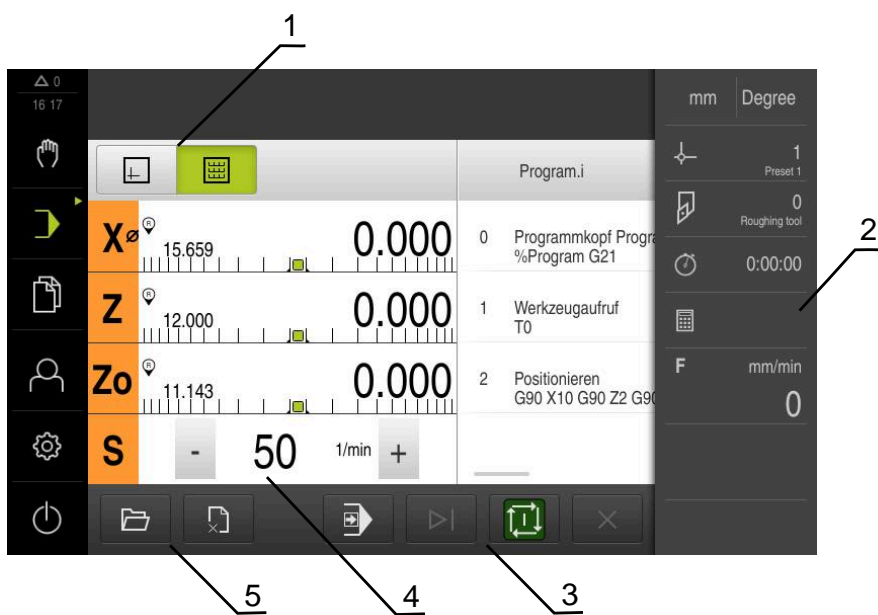 1
△ 0
16 17
mm Degree
1
Preset 1
0
Roughing tool
2
0:00:00
F mm/min
0
Program.i
X⌀ R 15.659 0.000
Z R 12.000 0.000
Zo R 11.143 0.000
S - 50 1/min +
0 Programmkopf Progra
%Program G21
1 Werkzeugaufruf
T0
2 Positionieren
G90 X10 G90 Z2 G90
5
4
3